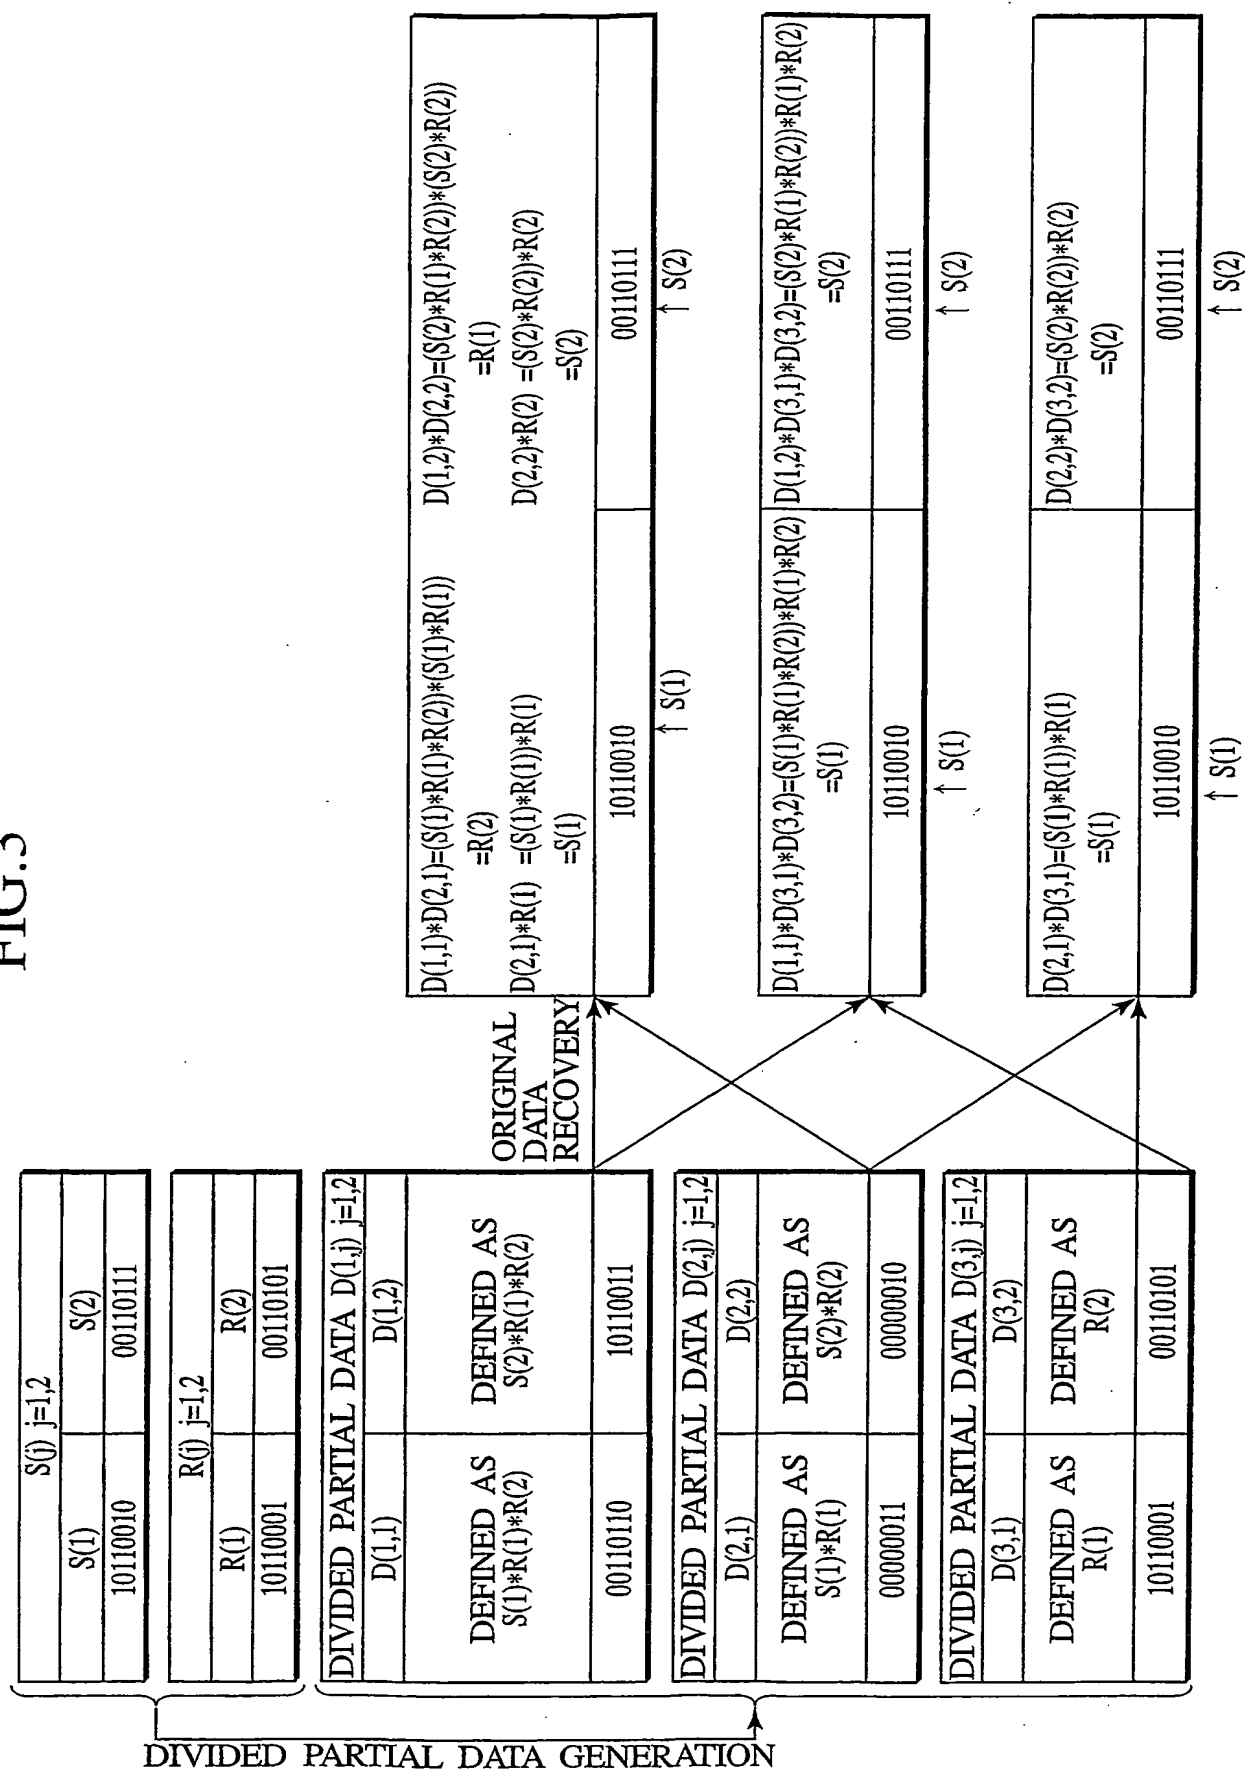 FIG.3
S(j) j=1,2
S(1) S(2)
10110010 00110111
R(j) j=1,2
R(1) R(2)
10110001 00110101
DIVIDED PARTIAL DATA D(1,j) j=1,2
D(1,1) D(1,2)
DEFINED AS DEFINED AS
S(1)*R(1)*R(2) S(2)*R(1)*R(2)
00110110 10110011
DIVIDED PARTIAL DATA D(2,j) j=1,2
D(2,1) D(2,2)
DEFINED AS DEFINED AS
S(1)*R(1) S(2)*R(2)
00000011 00000010
DIVIDED PARTIAL DATA D(3,j) j=1,2
D(3,1) D(3,2)
DEFINED AS DEFINED AS
R(1) R(2)
10110001 00110101
DIVIDED PARTIAL DATA GENERATION
ORIGINAL
DATA
RECOVERY
D(1,1)*D(2,1)=(S(1)*R(1)*R(2))*(S(1)*R(1)) D(1,2)*D(2,2)=(S(2)*R(1)*R(2))*(S(2)*R(2))
=R(2) =R(1)
D(2,1)*R(1) =(S(1)*R(1))*R(1) D(2,2)*R(2) =(S(2)*R(2))*R(2)
=S(1) =S(2)
10110010 00110111
↑ S(1) ↑ S(2)
D(1,1)*D(3,1)*D(3,2)=(S(1)*R(1)*R(2))*R(1)*R(2) D(1,2)*D(3,1)*D(3,2)=(S(2)*R(1)*R(2))*R(1)*R(2)
=S(1) =S(2)
10110010 00110111
↑ S(1) ↑ S(2)
D(2,1)*D(3,1)=(S(1)*R(1))*R(1) D(2,2)*D(3,2)=(S(2)*R(2))*R(2)
=S(1) =S(2)
10110010 00110111
↑ S(1) ↑ S(2)